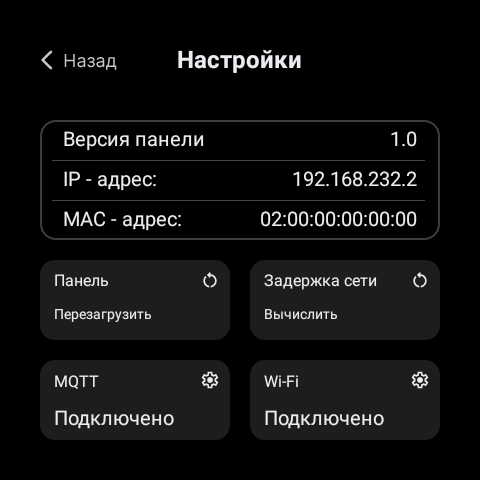 Назад
Настройки
Версия панели 1.0
IP - адрес: 192.168.232.2
MAC - адрес: 02:00:00:00:00:00
Панель
Перезагрузить
Задержка сети
Вычислить
MQTT
Подключено
Wi-Fi
Подключено